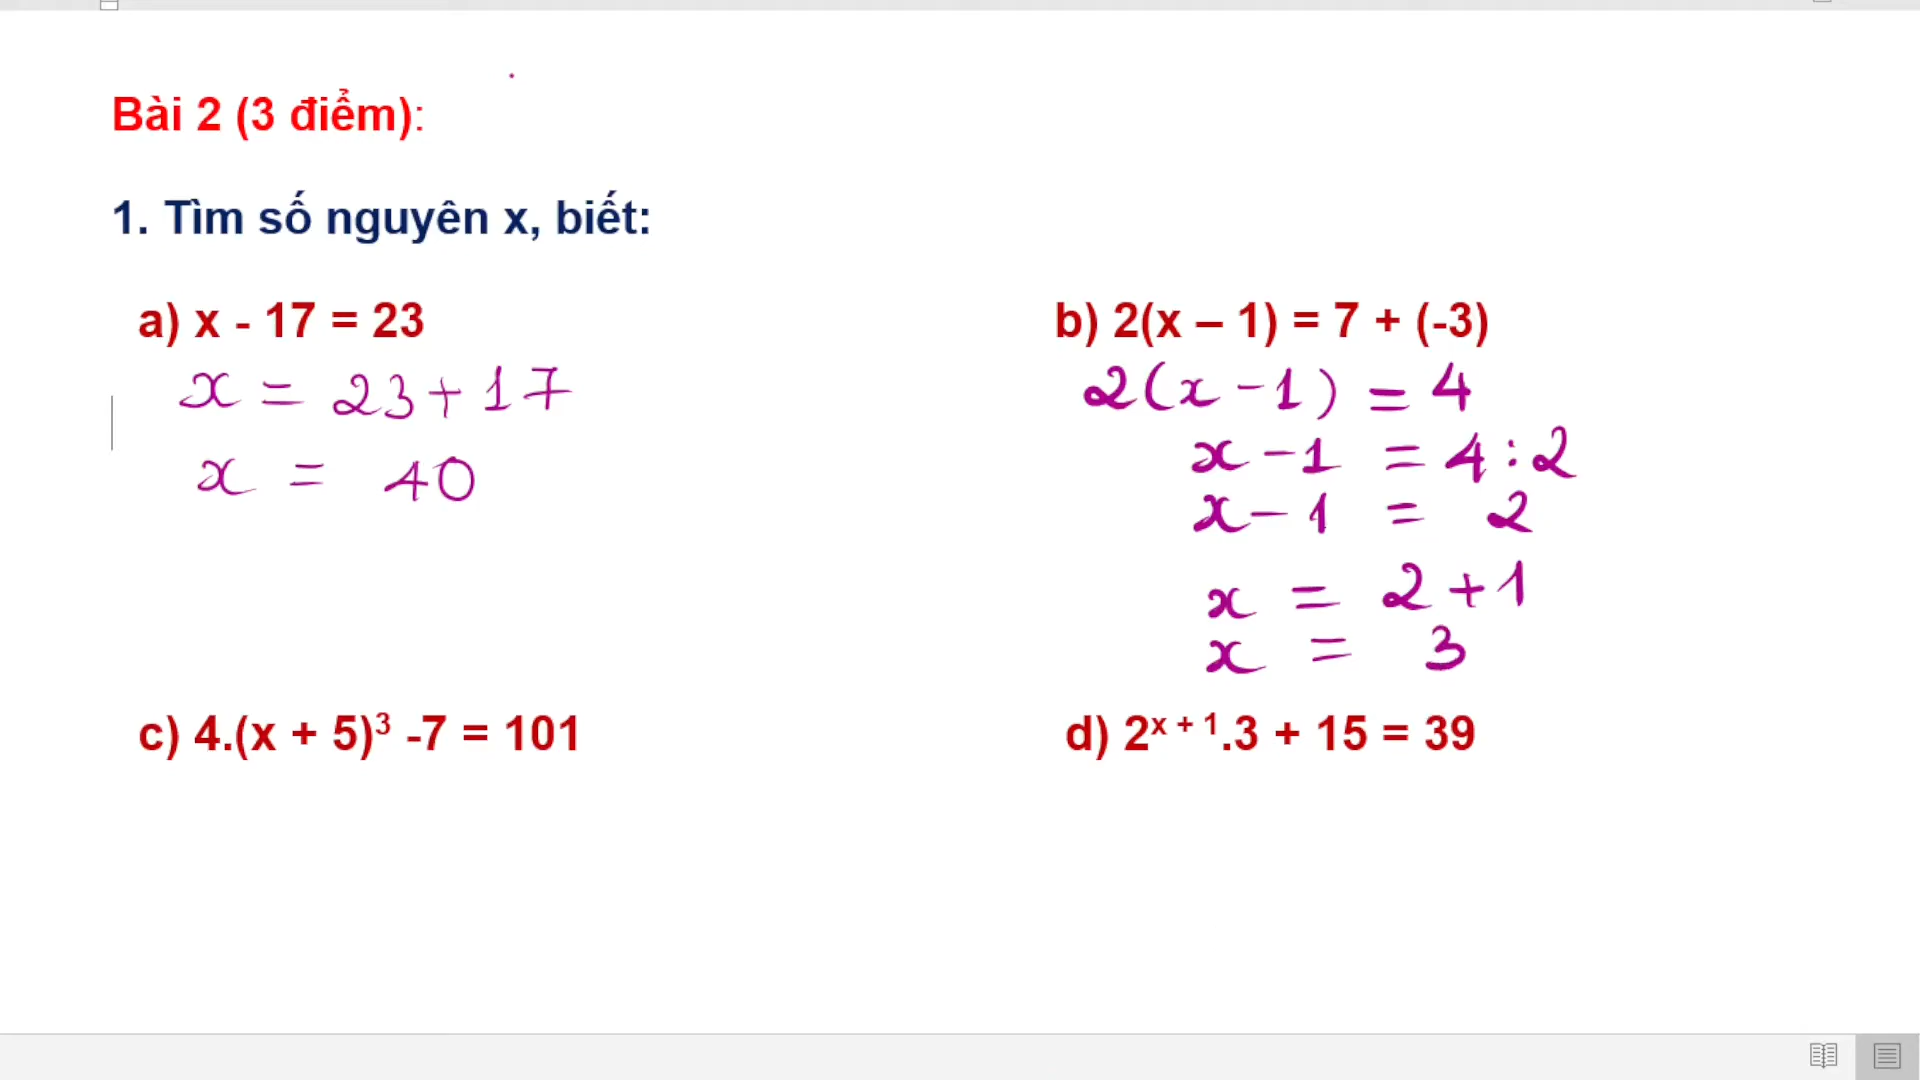 Bài 2 (3 điểm):
1. Tìm số nguyên x, biết:
a) x - 17 = 23
x = 23 + 17
x = 40
b) 2(x – 1) = 7 + (-3)
2(x - 1) = 4
x - 1 = 4 : 2
x - 1 = 2
x = 2 + 1
x = 3
c) 4.(x + 5)³ -7 = 101
d) 2ˣ ⁺ ¹.3 + 15 = 39